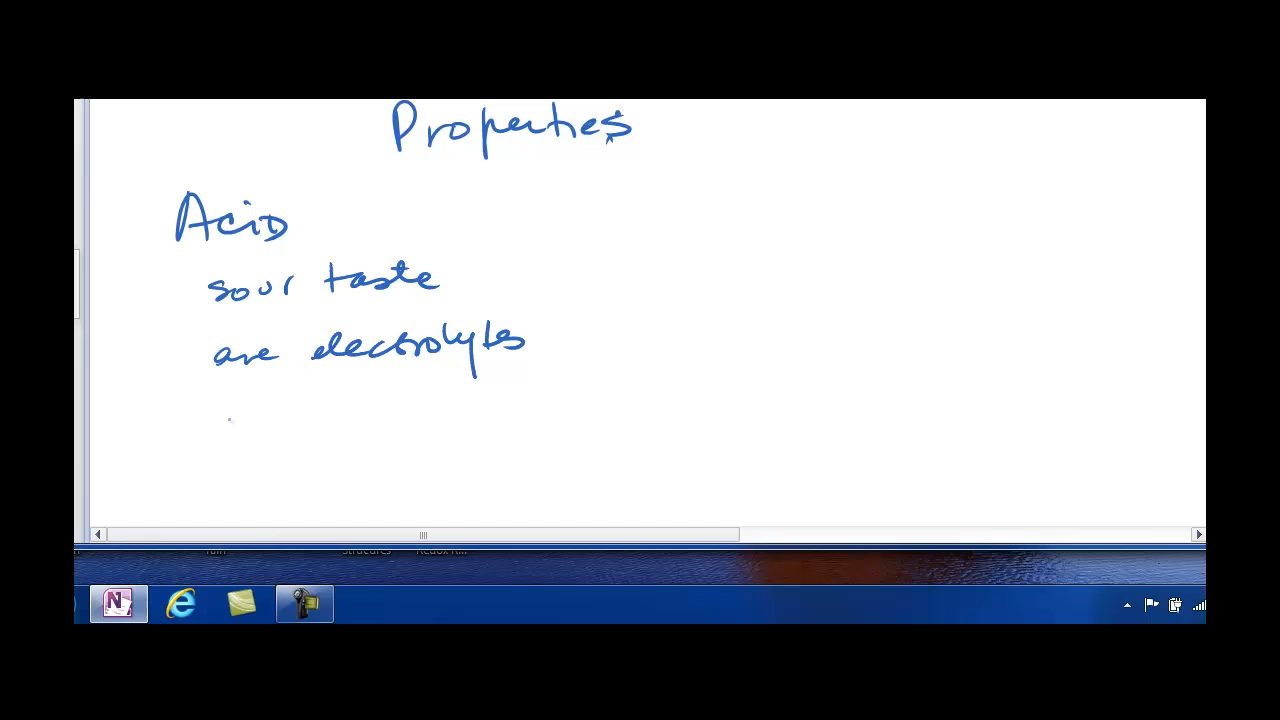 Properties
Acid
sour taste
are electrolytes